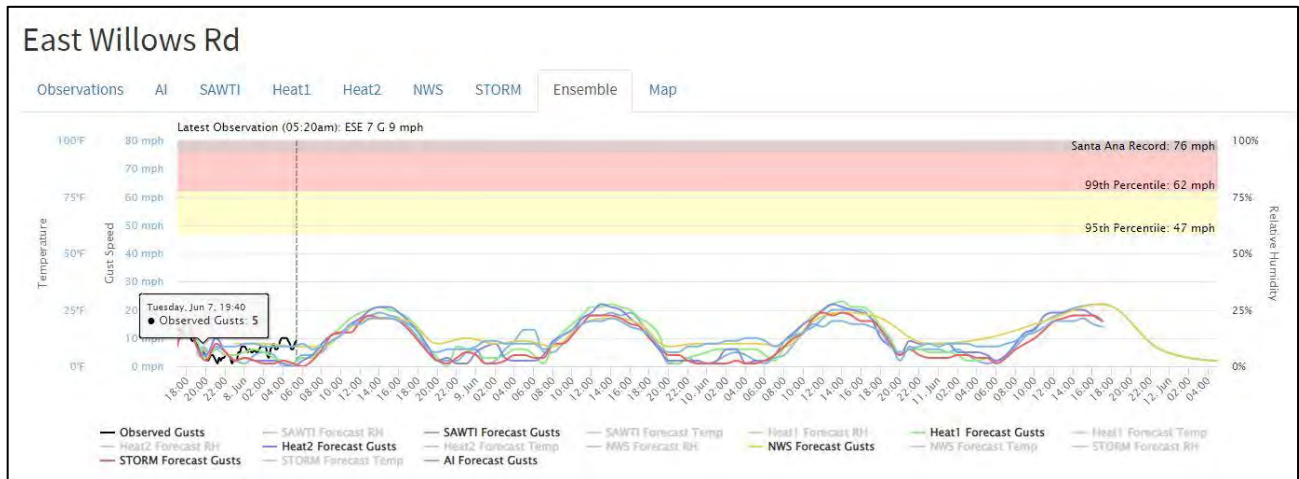 East Willows Rd
Observations AI SAWTI Heat1 Heat2 NWS STORM Ensemble Map
Latest Observation (05:20am): ESE 7 G 9 mph
100°F 80 mph 100%
Santa Ana Record: 76 mph
70 mph
99th Percentile: 62 mph
75°F 60 mph 75%
50 mph
95th Percentile: 47 mph
50°F 40 mph 50%
30 mph
25°F 20 25%
10 mph
0°F 0 mph 0%
Temperature
Gust Speed
Relative Humidity
Tuesday, Jun 7, 19:40
● Observed Gusts: 5
18:00 20:00 22:00 8. Jun 02:00 04:00 06:00 08:00 10:00 12:00 14:00 16:00 18:00 20:00 22:00 9. Jun 02:00 04:00 06:00 08:00 10:00 12:00 14:00 16:00 18:00 20:00 22:00 10. Jun 02:00 04:00 06:00 08:00 10:00 12:00 14:00 16:00 18:00 20:00 22:00 11. Jun 02:00 04:00 06:00 08:00 10:00 12:00 14:00 16:00 18:00 20:00 22:00 12. Jun 02:00 04:00
Observed Gusts SAWTI Forecast RH SAWTI Forecast Gusts SAWTI Forecast Temp Heat1 Forecast RH Heat1 Forecast Gusts Heat1 Forecast Temp
Heat2 Forecast RH Heat2 Forecast Gusts Heat2 Forecast Temp NWS Forecast RH NWS Forecast Gusts NWS Forecast Temp STORM Forecast RH
STORM Forecast Gusts STORM Forecast Temp AI Forecast Gusts